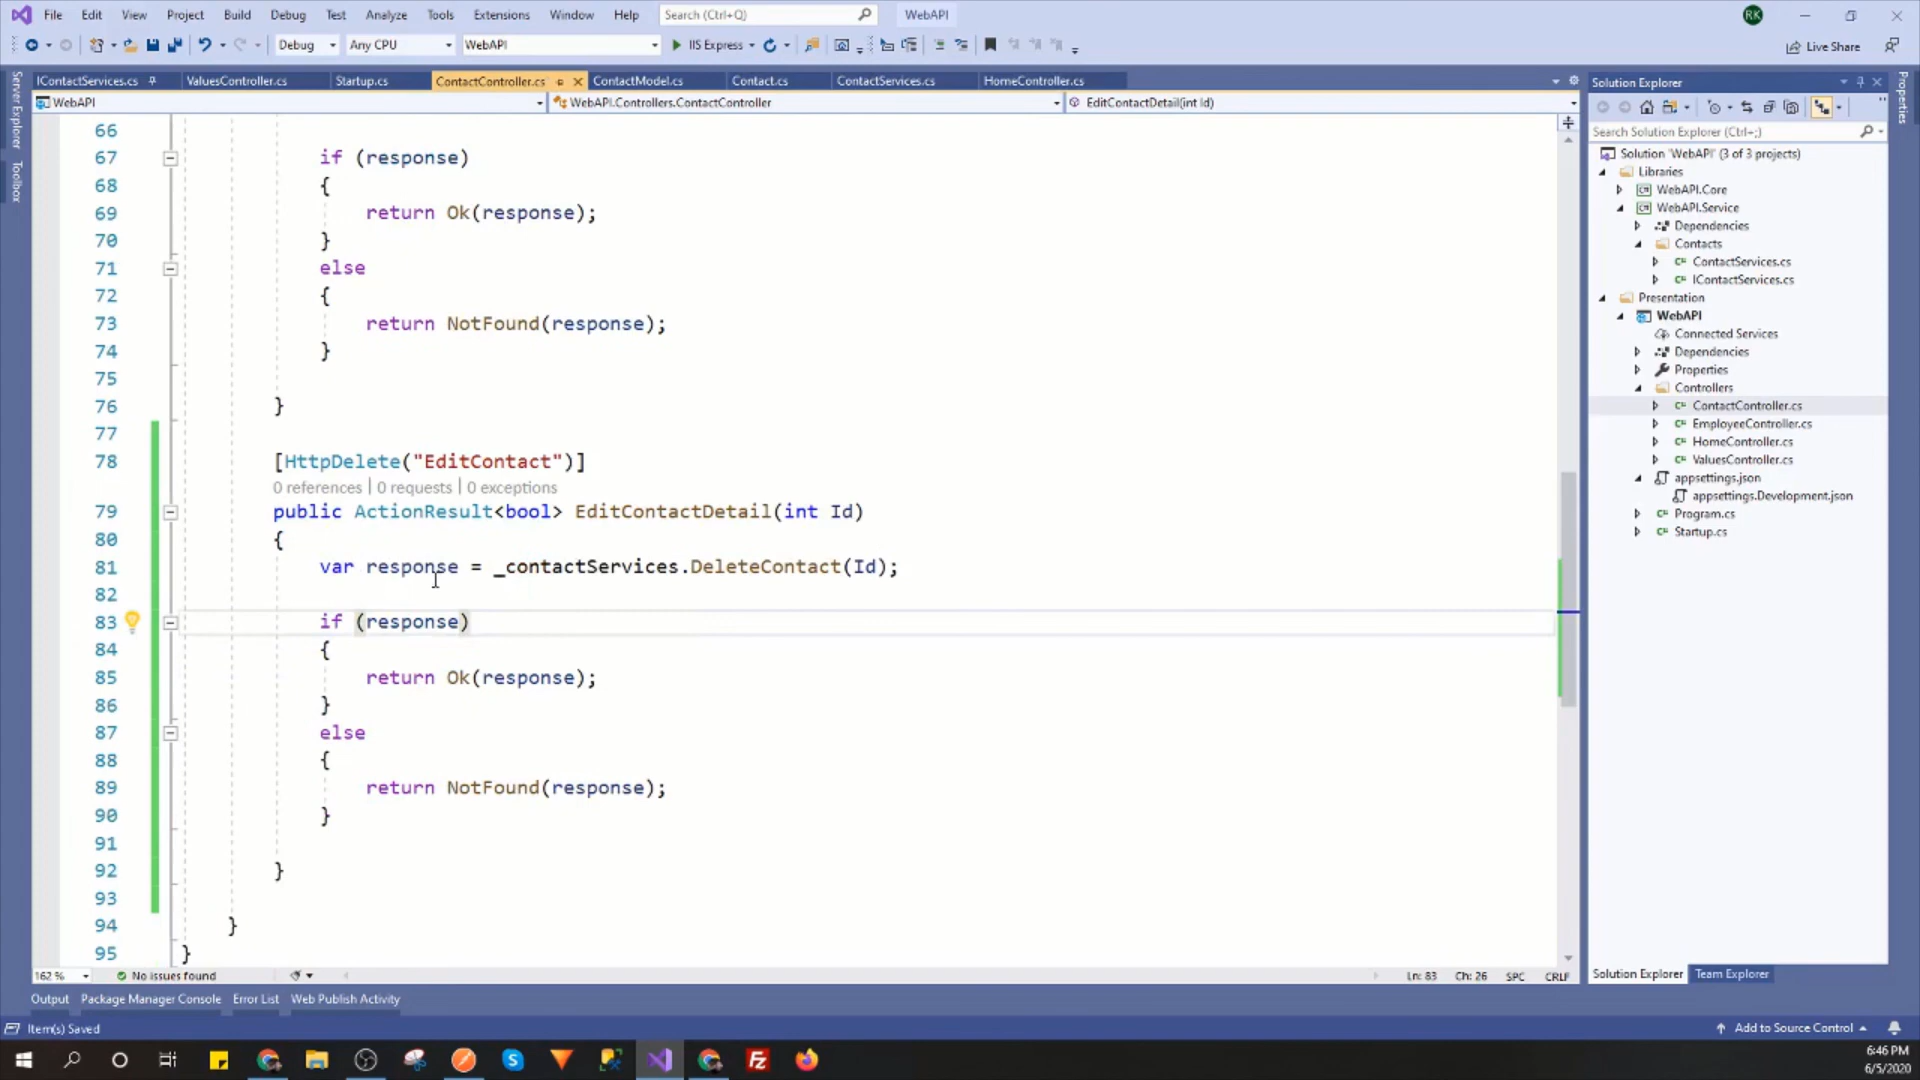 File Edit View Project Build Debug Test Analyze Tools Extensions Window Help Search (Ctrl+Q) WebAPI RK
Debug Any CPU WebAPI IIS Express Live Share
IContactServices.cs ValuesController.cs Startup.cs ContactController.cs ContactModel.cs Contact.cs ContactServices.cs HomeController.cs
WebAPI WebAPI.Controllers.ContactController EditContactDetail(int Id)
Server Explorer
Toolbox
66
67 if (response)
68 {
69 return Ok(response);
70 }
71 else
72 {
73 return NotFound(response);
74 }
75
76 }
77
78 [HttpDelete("EditContact")]
0 references | 0 requests | 0 exceptions
79 public ActionResult<bool> EditContactDetail(int Id)
80 {
81 var response = _contactServices.DeleteContact(Id);
82
83 if (response)
84 {
85 return Ok(response);
86 }
87 else
88 {
89 return NotFound(response);
90 }
91
92 }
93
94 }
95 }
162 % No issues found Ln: 83 Ch: 26 SPC CRLF
Solution Explorer
Search Solution Explorer (Ctrl+;)
Solution 'WebAPI' (3 of 3 projects)
Libraries
WebAPI.Core
WebAPI.Service
Dependencies
Contacts
C# ContactServices.cs
C# IContactServices.cs
Presentation
WebAPI
Connected Services
Dependencies
Properties
Controllers
C# ContactController.cs
C# EmployeeController.cs
C# HomeController.cs
C# ValuesController.cs
appsettings.json
appsettings.Development.json
C# Program.cs
C# Startup.cs
Solution Explorer Team Explorer
Properties
Output Package Manager Console Error List Web Publish Activity
Item(s) Saved Add to Source Control
6:46 PM
6/5/2020